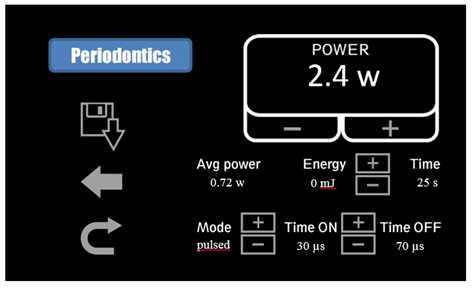 Periodontics
POWER
2.4 w
− +
Avg power Energy + Time
0.72 w 0 mJ − 25 s
Mode + Time ON + Time OFF
pulsed − 30 µs − 70 µs